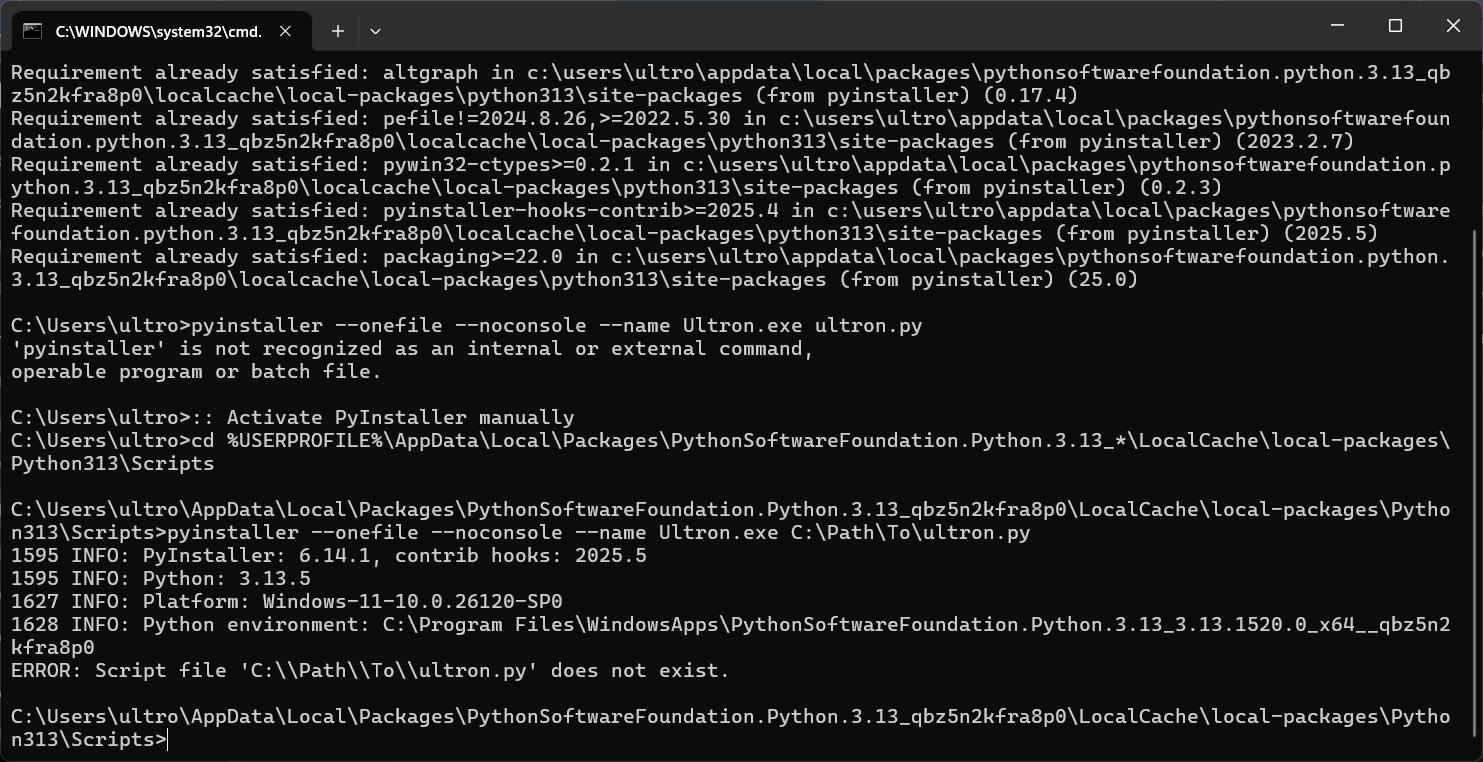 C:\WINDOWS\system32\cmd.
Requirement already satisfied: altgraph in c:\users\ultro\appdata\local\packages\pythonsoftwarefoundation.python.3.13_qb
z5n2kfra8p0\localcache\local-packages\python313\site-packages (from pyinstaller) (0.17.4)
Requirement already satisfied: pefile!=2024.8.26,>=2022.5.30 in c:\users\ultro\appdata\local\packages\pythonsoftwarefoun
dation.python.3.13_qbz5n2kfra8p0\localcache\local-packages\python313\site-packages (from pyinstaller) (2023.2.7)
Requirement already satisfied: pywin32-ctypes>=0.2.1 in c:\users\ultro\appdata\local\packages\pythonsoftwarefoundation.p
ython.3.13_qbz5n2kfra8p0\localcache\local-packages\python313\site-packages (from pyinstaller) (0.2.3)
Requirement already satisfied: pyinstaller-hooks-contrib>=2025.4 in c:\users\ultro\appdata\local\packages\pythonsoftware
foundation.python.3.13_qbz5n2kfra8p0\localcache\local-packages\python313\site-packages (from pyinstaller) (2025.5)
Requirement already satisfied: packaging>=22.0 in c:\users\ultro\appdata\local\packages\pythonsoftwarefoundation.python.
3.13_qbz5n2kfra8p0\localcache\local-packages\python313\site-packages (from pyinstaller) (25.0)
C:\Users\ultro>pyinstaller --onefile --noconsole --name Ultron.exe ultron.py
'pyinstaller' is not recognized as an internal or external command,
operable program or batch file.
C:\Users\ultro>:: Activate PyInstaller manually
C:\Users\ultro>cd %USERPROFILE%\AppData\Local\Packages\PythonSoftwareFoundation.Python.3.13_*\LocalCache\local-packages\
Python313\Scripts
C:\Users\ultro\AppData\Local\Packages\PythonSoftwareFoundation.Python.3.13_qbz5n2kfra8p0\LocalCache\local-packages\Pytho
n313\Scripts>pyinstaller --onefile --noconsole --name Ultron.exe C:\Path\To\ultron.py
1595 INFO: PyInstaller: 6.14.1, contrib hooks: 2025.5
1595 INFO: Python: 3.13.5
1627 INFO: Platform: Windows-11-10.0.26120-SP0
1628 INFO: Python environment: C:\Program Files\WindowsApps\PythonSoftwareFoundation.Python.3.13_3.13.1520.0_x64__qbz5n2
kfra8p0
ERROR: Script file 'C:\\Path\\To\\ultron.py' does not exist.
C:\Users\ultro\AppData\Local\Packages\PythonSoftwareFoundation.Python.3.13_qbz5n2kfra8p0\LocalCache\local-packages\Pytho
n313\Scripts>